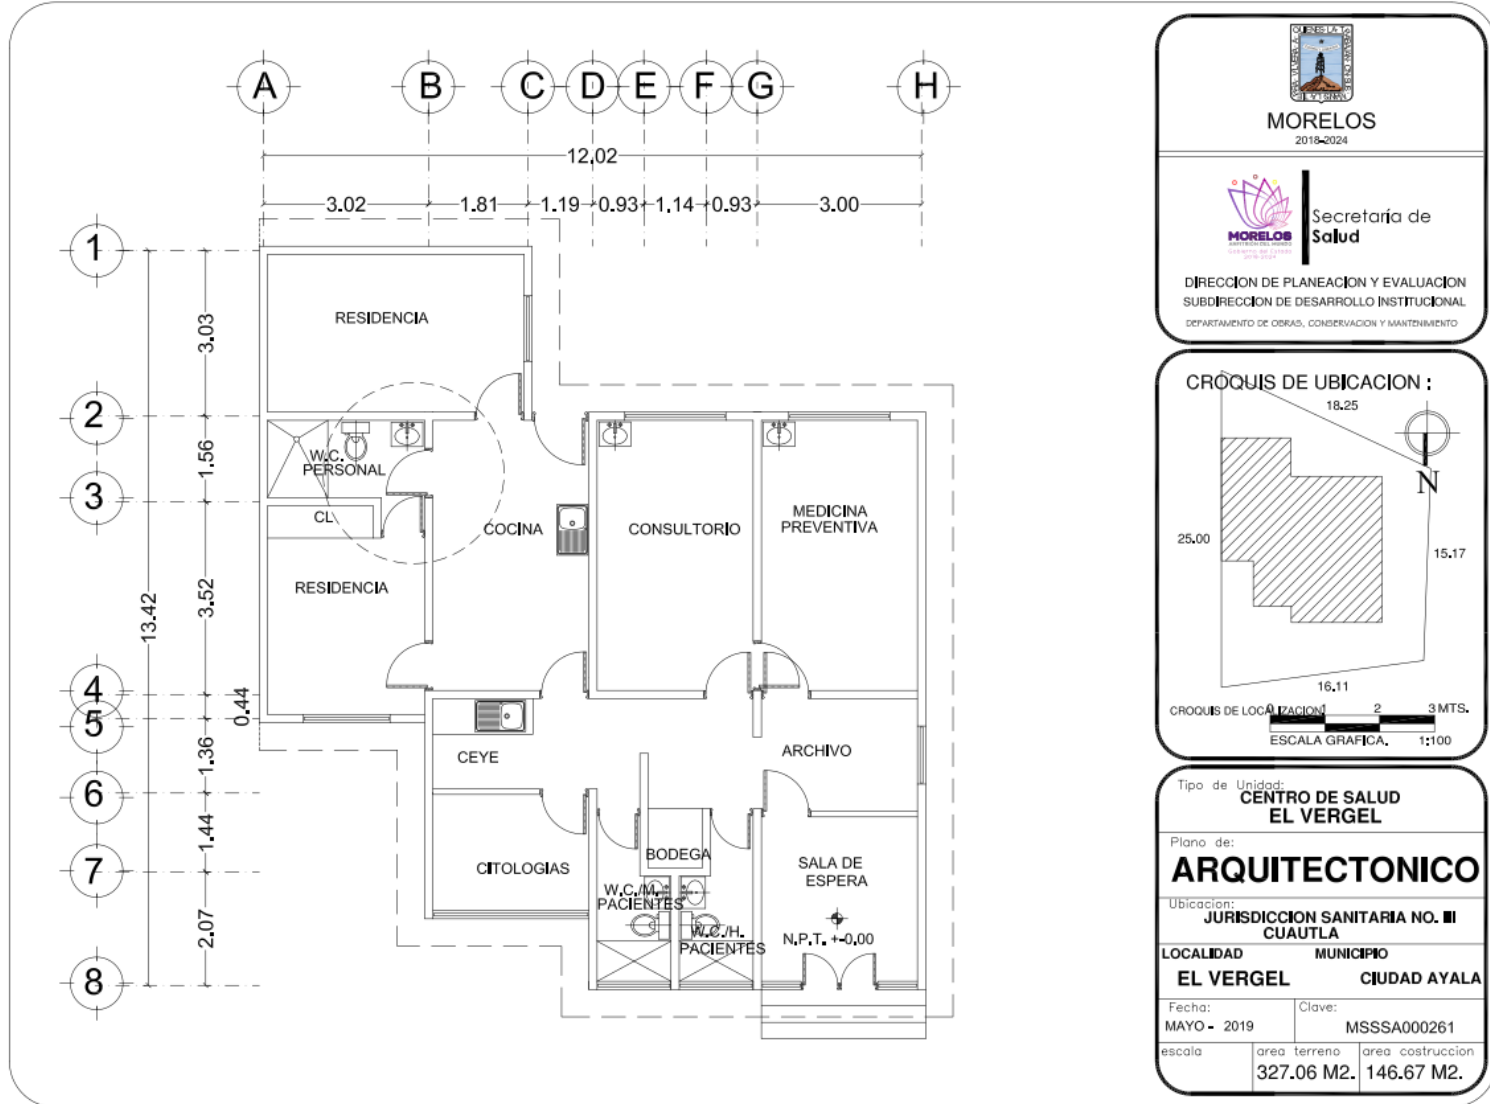 A B C D E F G H
12.02
3.02 1.81 1.19 0.93 1.14 0.93 3.00
1
2
3
4
5
6
7
8
3.03
1.56
3.52
0.44
1.36
1.44
2.07
13.42
RESIDENCIA
W.C.
PERSONAL
CL
COCINA
CONSULTORIO
MEDICINA
PREVENTIVA
RESIDENCIA
CEYE
ARCHIVO
CITOLOGIAS
BODEGA
SALA DE
ESPERA
W.C./M.
PACIENTES
W.C./H.
PACIENTES
N.P.T. +-0.00
MORELOS
2018-2024
MORELOS
2018-2024
Secretaría de
Salud
DIRECCION DE PLANEACION Y EVALUACION
SUBDIRECCION DE DESARROLLO INSTITUCIONAL
DEPARTAMENTO DE OBRAS, CONSERVACION Y MANTENIMIENTO
CROQUIS DE UBICACION :
18.25
N
25.00
15.17
16.11
CROQUIS DE LOCALIZACION
0 1 2 3 MTS.
ESCALA GRAFICA. 1:100
Tipo de Unidad:
CENTRO DE SALUD
EL VERGEL
Plano de:
ARQUITECTONICO
Ubicacion:
JURISDICCION SANITARIA NO. III
CUAUTLA
LOCALIDAD MUNICIPIO
EL VERGEL CIUDAD AYALA
Fecha: Clave:
MAYO - 2019 MSSSA000261
escala area terreno area costruccion
327.06 M2. 146.67 M2.